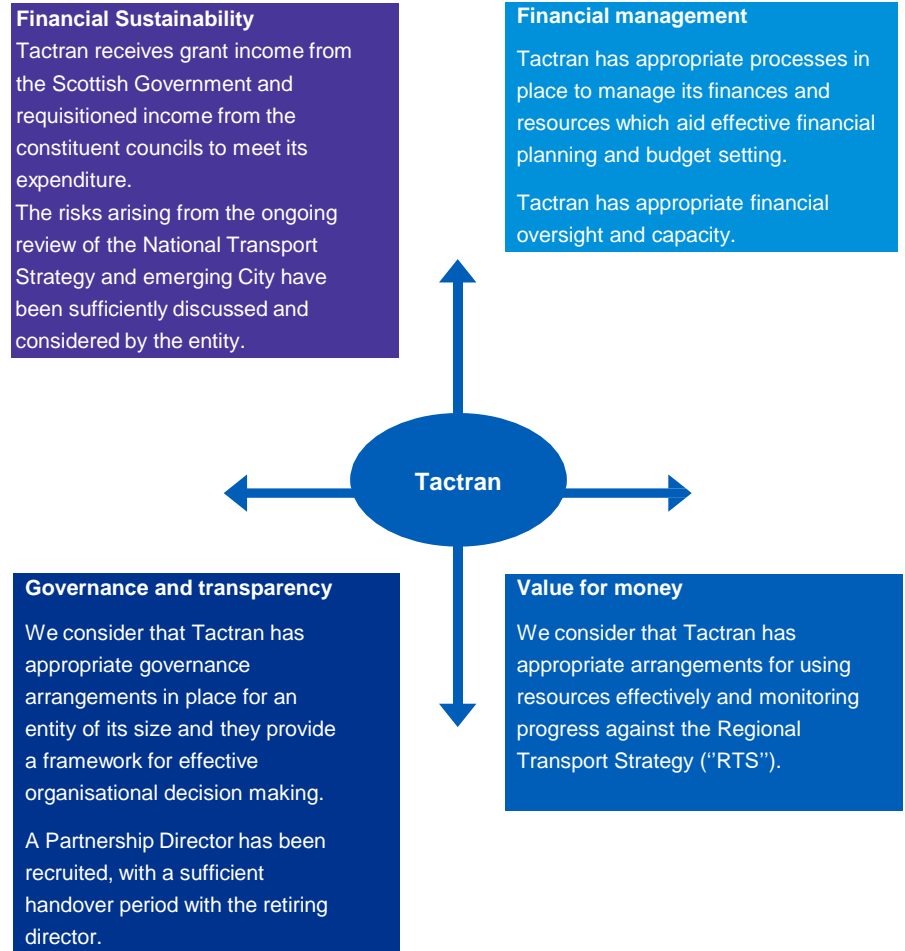 Financial Sustainability
Tactran receives grant income from
the Scottish Government and
requisitioned income from the
constituent councils to meet its
expenditure.
The risks arising from the ongoing
review of the National Transport
Strategy and emerging City have
been sufficiently discussed and
considered by the entity.
Financial management
Tactran has appropriate processes in
place to manage its finances and
resources which aid effective financial
planning and budget setting.
Tactran has appropriate financial
oversight and capacity.
Tactran
Governance and transparency
We consider that Tactran has
appropriate governance
arrangements in place for an
entity of its size and they provide
a framework for effective
organisational decision making.
A Partnership Director has been
recruited, with a sufficient
handover period with the retiring
director.
Value for money
We consider that Tactran has
appropriate arrangements for using
resources effectively and monitoring
progress against the Regional
Transport Strategy (‘‘RTS’’).